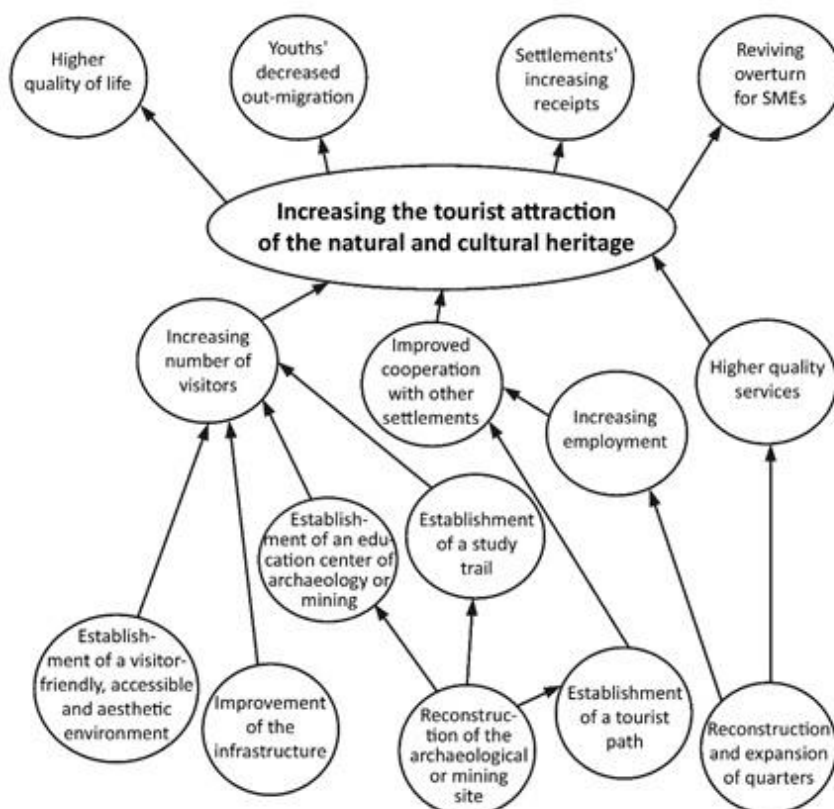 Higher
quality of life
Youths'
decreased
out-migration
Settlements'
increasing
receipts
Reviving
overturn
for SMEs
Increasing the tourist attraction
of the natural and cultural heritage
Increasing
number of
visitors
Improved
cooperation
with other
settlements
Increasing
employment
Higher quality
services
Establish-
ment of an edu-
cation center of
archaeology or
mining
Establishment
of a study
trail
Establish-
ment of a visitor-
friendly, accessible
and aesthetic
environment
Improvement
of the
infrastructure
Reconstruc-
tion of the
archaeological
or mining
site
Establishment
of a tourist
path
Reconstruction
and expansion
of quarters